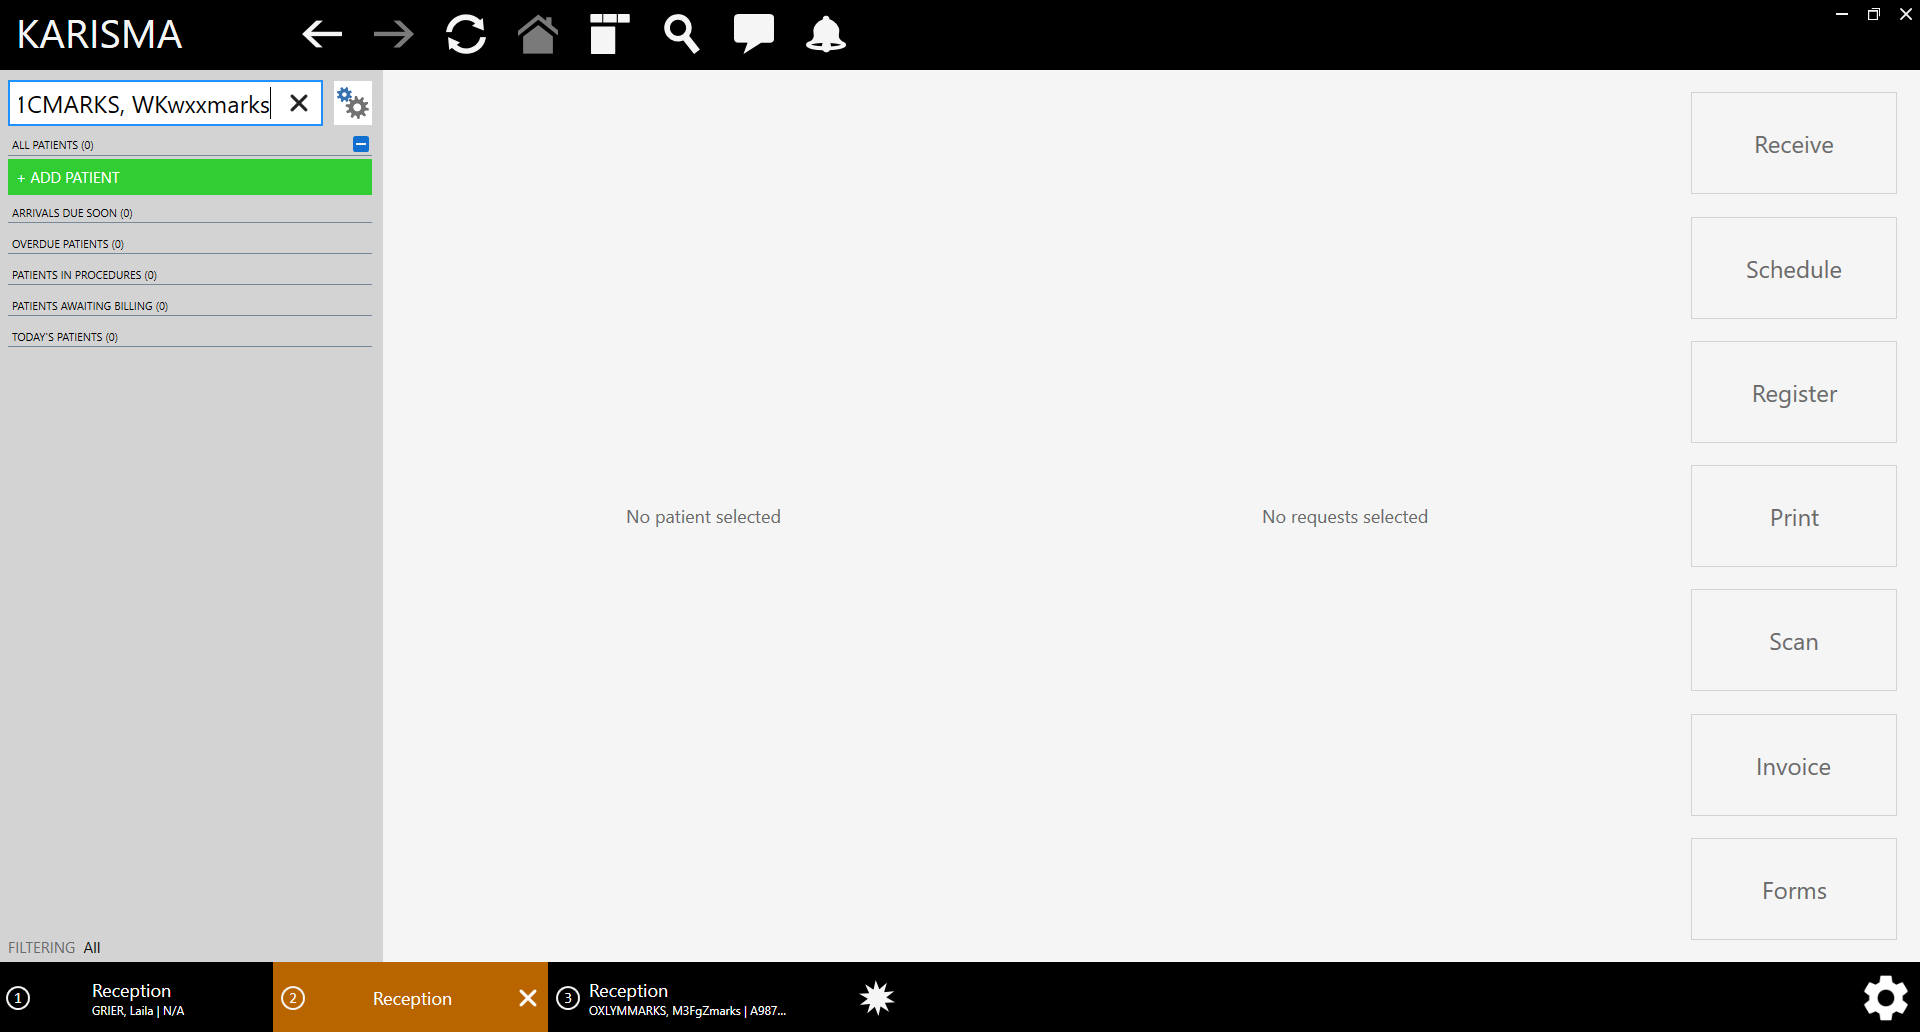 KARISMA
1CMARKS, WKwxxmarks
ALL PATIENTS (0)
+ ADD PATIENT
ARRIVALS DUE SOON (0)
OVERDUE PATIENTS (0)
PATIENTS IN PROCEDURES (0)
PATIENTS AWAITING BILLING (0)
TODAY'S PATIENTS (0)
FILTERING All
No patient selected
No requests selected
Receive
Schedule
Register
Print
Scan
Invoice
Forms
1 Reception
GRIER, Laila | N/A
2 Reception
3 Reception
OXLYMMARKS, M3FgZmarks | A987...